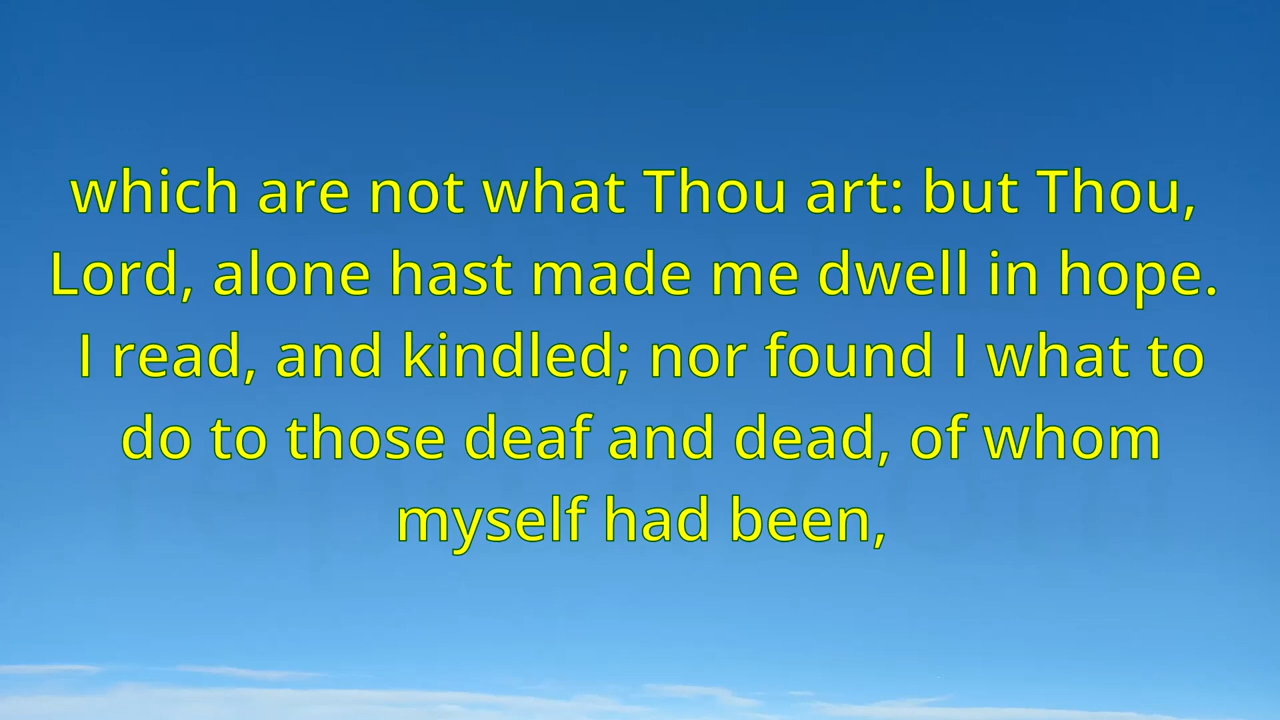 which are not what Thou art: but Thou,
Lord, alone hast made me dwell in hope.
I read, and kindled; nor found I what to
do to those deaf and dead, of whom
myself had been,